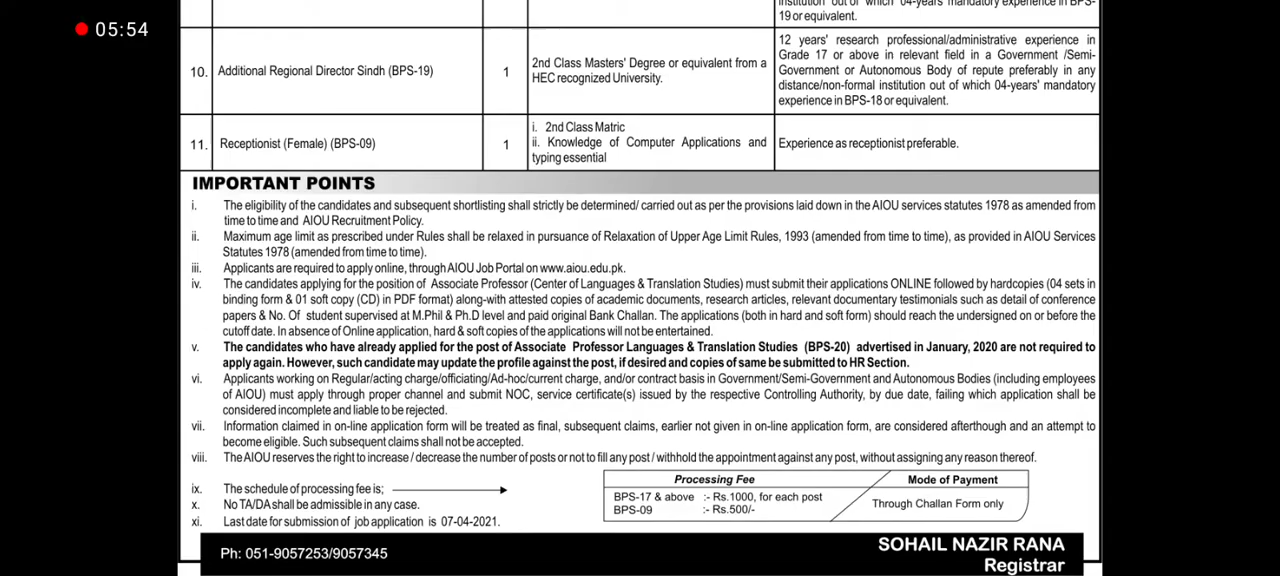 05:54
institution out of which 04-years mandatory experience in BPS-
19 or equivalent.
10. Additional Regional Director Sindh (BPS-19) 1
2nd Class Masters' Degree or equivalent from a
HEC recognized University.
12 years' research professional/administrative experience in
Grade 17 or above in relevant field in a Government /Semi-
Government or Autonomous Body of repute preferably in any
distance/non-formal institution out of which 04-years' mandatory
experience in BPS-18 or equivalent.
11. Receptionist (Female) (BPS-09) 1
i. 2nd Class Matric
ii. Knowledge of Computer Applications and
typing essential
Experience as receptionist preferable.
IMPORTANT POINTS
i. The eligibility of the candidates and subsequent shortlisting shall strictly be determined/ carried out as per the provisions laid down in the AIOU services statutes 1978 as amended from
time to time and AIOU Recruitment Policy.
ii. Maximum age limit as prescribed under Rules shall be relaxed in pursuance of Relaxation of Upper Age Limit Rules, 1993 (amended from time to time), as provided in AIOU Services
Statutes 1978 (amended from time to time).
iii. Applicants are required to apply online, through AIOU Job Portal on www.aiou.edu.pk.
iv. The candidates applying for the position of Associate Professor (Center of Languages & Translation Studies) must submit their applications ONLINE followed by hardcopies (04 sets in
binding form & 01 soft copy (CD) in PDF format) along-with attested copies of academic documents, research articles, relevant documentary testimonials such as detail of conference
papers & No. Of student supervised at M.Phil & Ph.D level and paid original Bank Challan. The applications (both in hard and soft form) should reach the undersigned on or before the
cutoff date. In absence of Online application, hard & soft copies of the applications will not be entertained.
v. The candidates who have already applied for the post of Associate Professor Languages & Translation Studies (BPS-20) advertised in January, 2020 are not required to
apply again. However, such candidate may update the profile against the post, if desired and copies of same be submitted to HR Section.
vi. Applicants working on Regular/acting charge/officiating/Ad-hoc/current charge, and/or contract basis in Government/Semi-Government and Autonomous Bodies (including employees
of AIOU) must apply through proper channel and submit NOC, service certificate(s) issued by the respective Controlling Authority, by due date, failing which application shall be
considered incomplete and liable to be rejected.
vii. Information claimed in on-line application form will be treated as final, subsequent claims, earlier not given in on-line application form, are considered afterthough and an attempt to
become eligible. Such subsequent claims shall not be accepted.
viii. The AIOU reserves the right to increase / decrease the number of posts or not to fill any post / withhold the appointment against any post, without assigning any reason thereof.
ix. The schedule of processing fee is;
x. No TA/DA shall be admissible in any case.
xi. Last date for submission of job application is 07-04-2021.
Processing Fee
BPS-17 & above :- Rs.1000, for each post
BPS-09 :- Rs.500/-
Mode of Payment
Through Challan Form only
Ph: 051-9057253/9057345
SOHAIL NAZIR RANA
Registrar